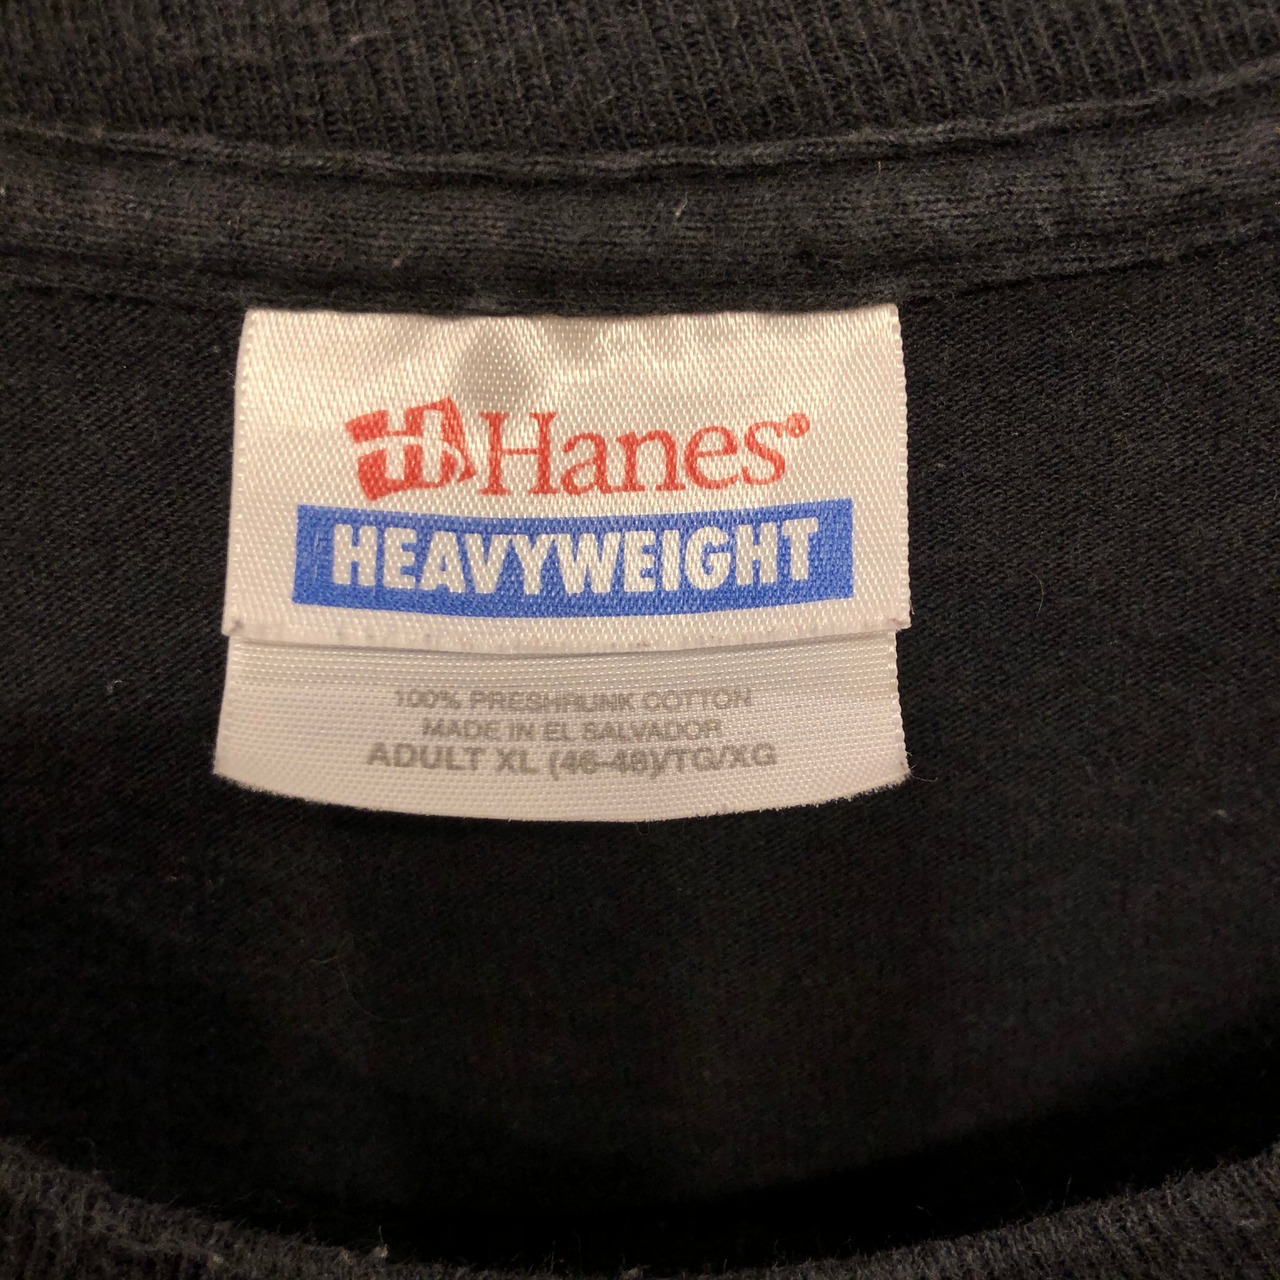 Hanes®
HEAVYWEIGHT
100% PRESHRUNK COTTON
MADE IN EL SALVADOR
ADULT XL (46-48)/TG/XG